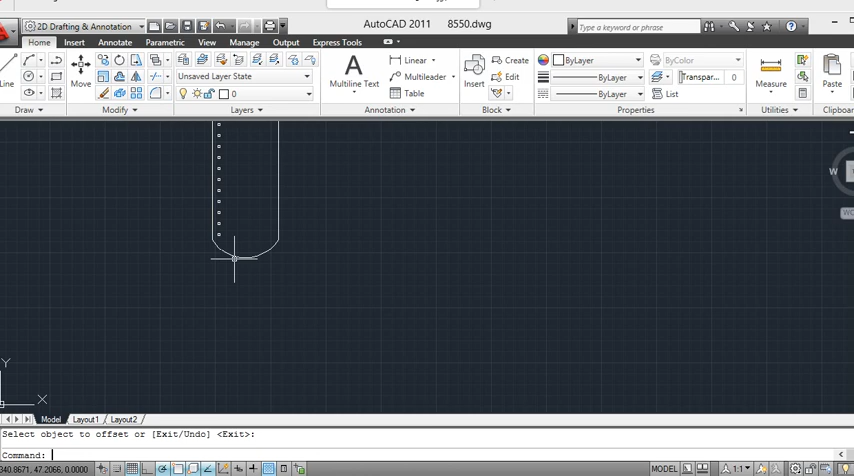 2D Drafting & Annotation
AutoCAD 2011 8550.dwg
Type a keyword or phrase
Home Insert Annotate Parametric View Manage Output Express Tools
Line
Move
Unsaved Layer State
0
Multiline Text
Linear
Multileader
Table
Insert
Create
Edit
ByLayer
ByLayer
ByLayer
ByColor
Transpar... 0
List
Measure
Paste
Draw Modify Layers Annotation Block Properties Utilities Clipboar
W
Y
X
Model Layout1 Layout2
Select object to offset or [Exit/Undo] <Exit>:
Command:
340.8671, 47.2066, 0.0000 MODEL 1:1